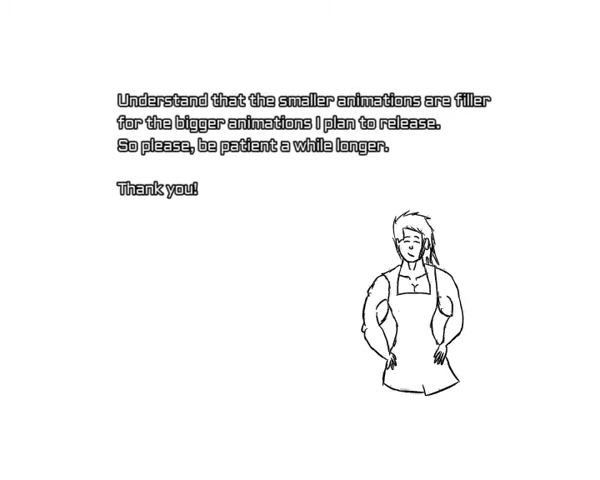 Understand that the smaller animations are filler
for the bigger animations I plan to release.
So please, be patient a while longer.
Thank you!